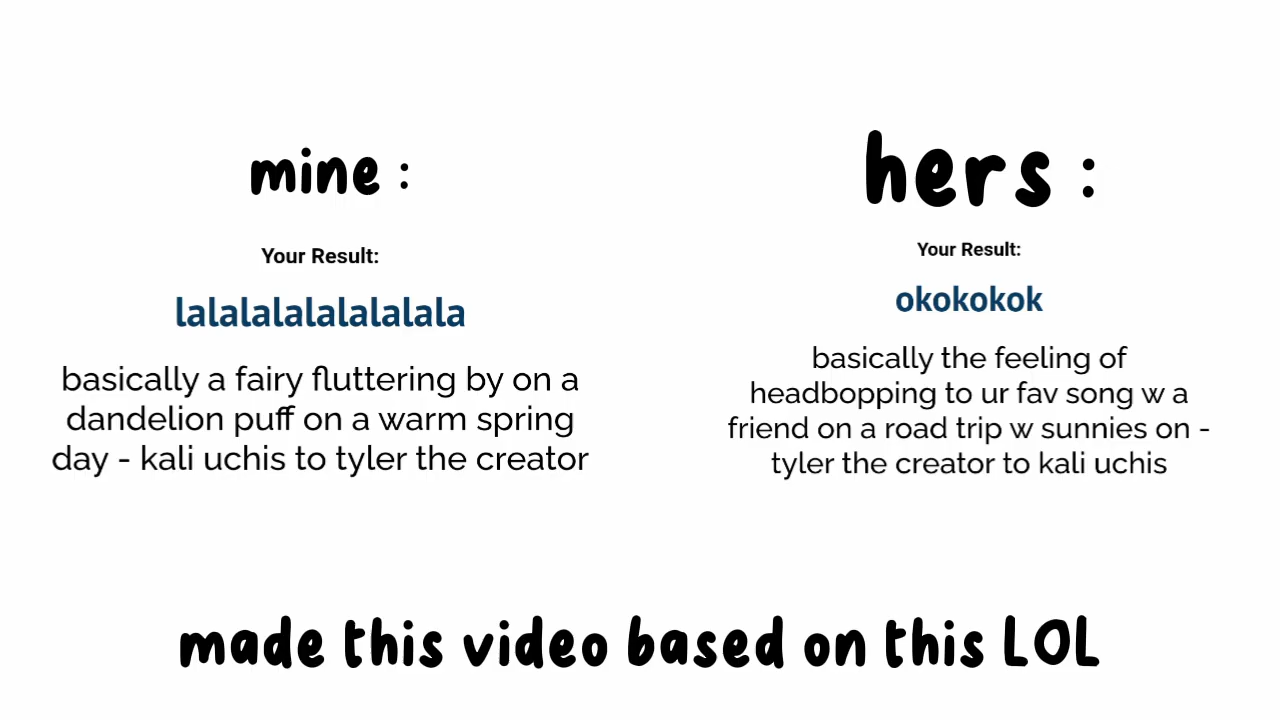 mine :
Your Result:
lalalalalalalalala
basically a fairy fluttering by on a
dandelion puff on a warm spring
day - kali uchis to tyler the creator
hers :
Your Result:
okokokok
basically the feeling of
headbopping to ur fav song w a
friend on a road trip w sunnies on -
tyler the creator to kali uchis
made this video based on this LOL